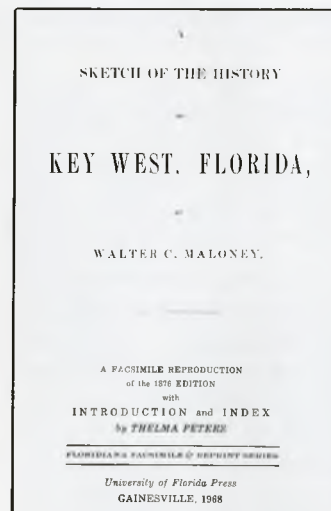 A
SKETCH OF THE HISTORY
OF
KEY WEST, FLORIDA,
BY
WALTER C. MALONEY.
A FACSIMILE REPRODUCTION
of the 1876 EDITION
with
INTRODUCTION and INDEX
by THELMA PETERS
FLORIDIANA FACSIMILE & REPRINT SERIES
University of Florida Press
GAINESVILLE, 1968